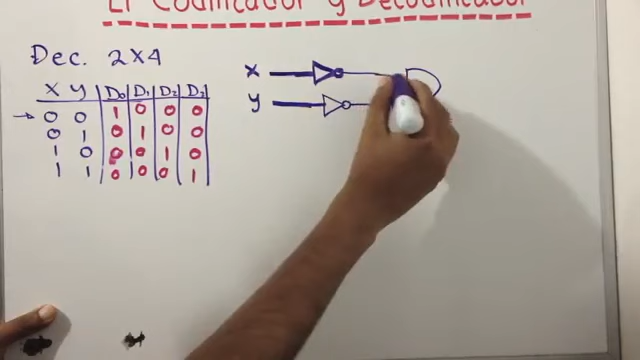 El Codificador y Decodificador
Dec. 2x4
X Y D0 D1 D2 D3
→ 0 0 1 0 0 0
0 1 0 1 0 0
1 0 0 0 1 0
1 1 0 0 0 1
X
y